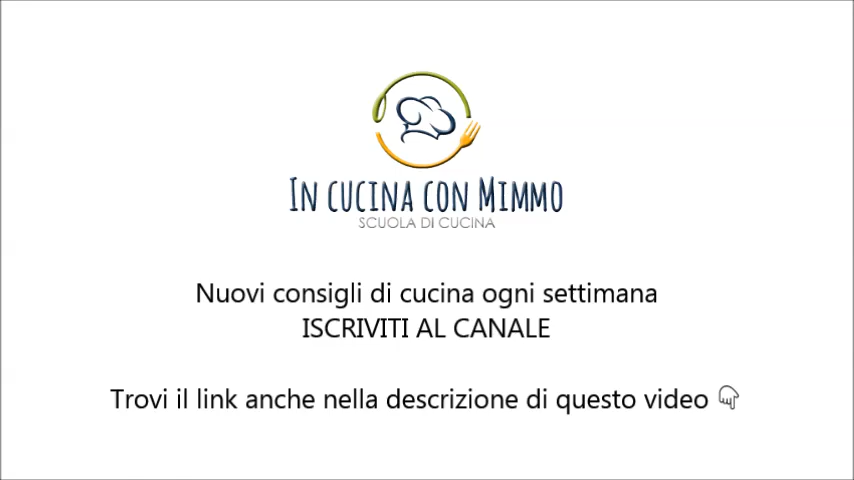 IN CUCINA CON MIMMO
SCUOLA DI CUCINA
Nuovi consigli di cucina ogni settimana
ISCRIVITI AL CANALE
Trovi il link anche nella descrizione di questo video 👇